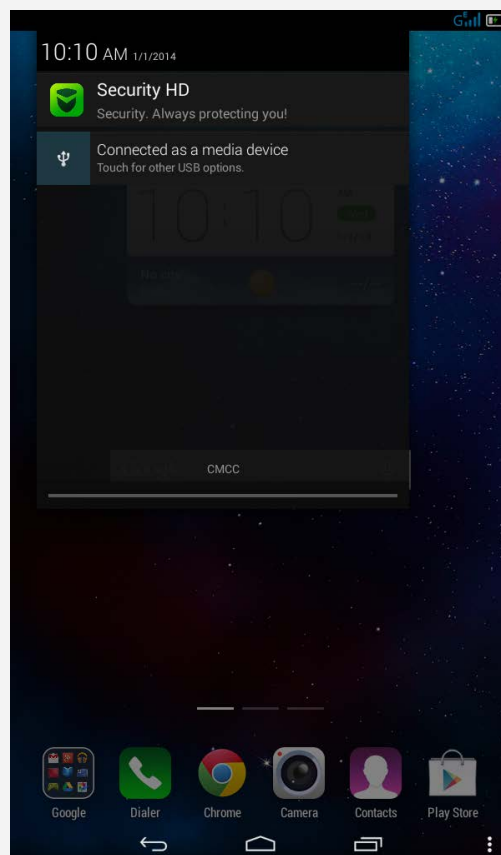 G E
10:10 AM 1/1/2014
Security HD
Security. Always protecting you!
Connected as a media device
Touch for other USB options.
10:10
CMCC
Google
Dialer
Chrome
Camera
Contacts
Play Store